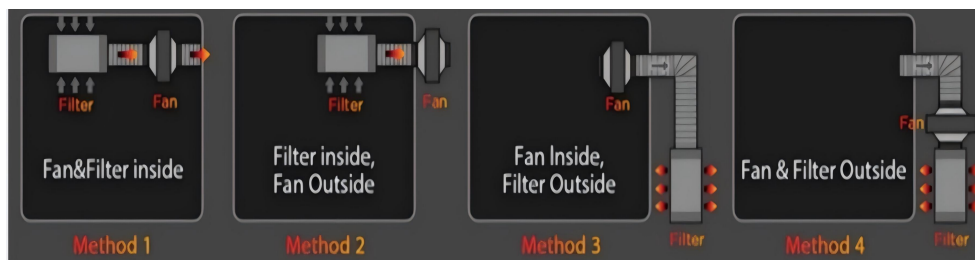 Filter
Fan
Fan&Filter inside
Method 1
Filter
Fan
Filter inside,
Fan Outside
Method 2
Fan
Fan Inside,
Filter Outside
Filter
Method 3
Fan
Fan & Filter Outside
Filter
Method 4